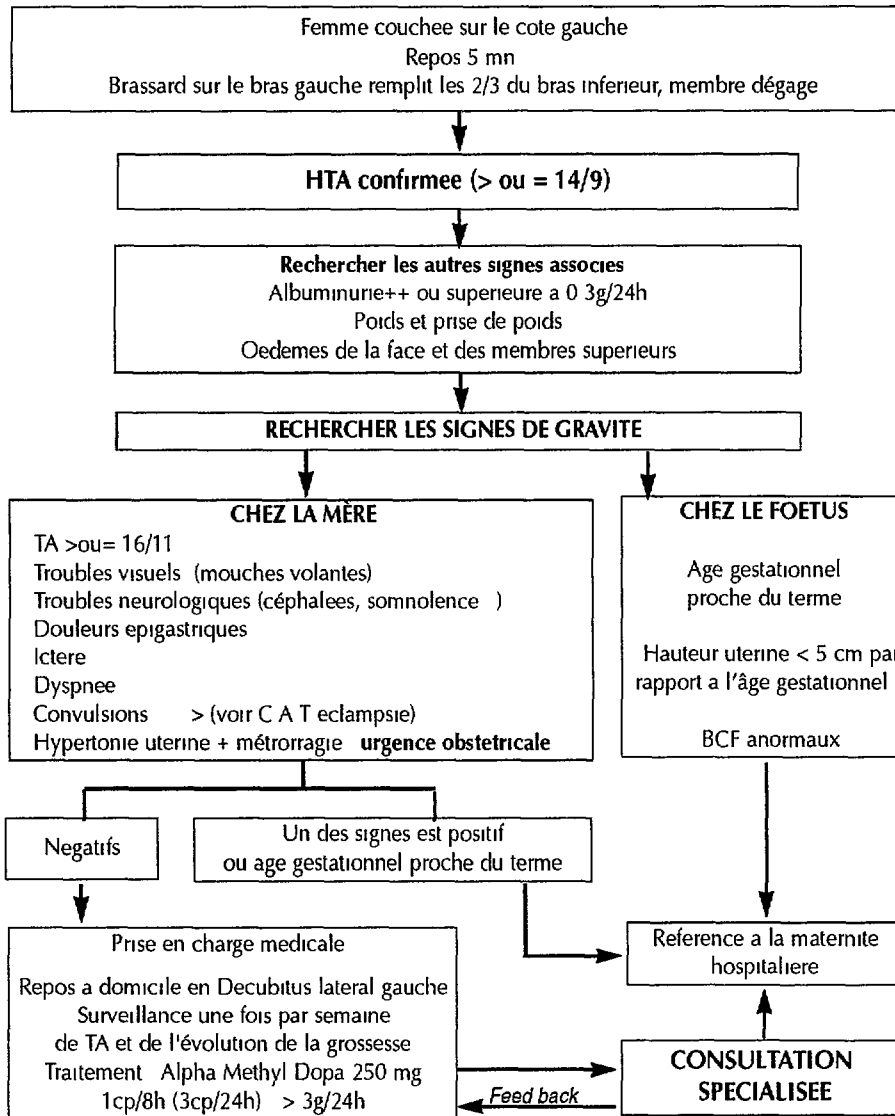 Femme couchee sur le cote gauche
Repos 5 mn
Brassard sur le bras gauche remplit les 2/3 du bras inferieur, membre dégage
HTA confirmee (> ou = 14/9)
Rechercher les autres signes associes
Albuminurie++ ou superieure a 0 3g/24h
Poids et prise de poids
Oedemes de la face et des membres superieurs
RECHERCHER LES SIGNES DE GRAVITE
CHEZ LA MÈRE
TA >ou= 16/11
Troubles visuels (mouches volantes)
Troubles neurologiques (céphalees, somnolence )
Douleurs epigastriques
Ictere
Dyspnee
Convulsions > (voir C A T eclampsie)
Hypertonie uterine + métrorragie urgence obstetricale
CHEZ LE FOETUS
Age gestationnel
proche du terme
Hauteur uterine < 5 cm par
rapport a l'âge gestationnel
BCF anormaux
Negatifs
Un des signes est positif
ou age gestationnel proche du terme
Prise en charge medicale
Repos a domicile en Decubitus lateral gauche
Surveillance une fois par semaine
de TA et de l'évolution de la grossesse
Traitement Alpha Methyl Dopa 250 mg
1cp/8h (3cp/24h) > 3g/24h
Reference a la maternite
hospitaliere
CONSULTATION
SPECIALISEE
Feed back